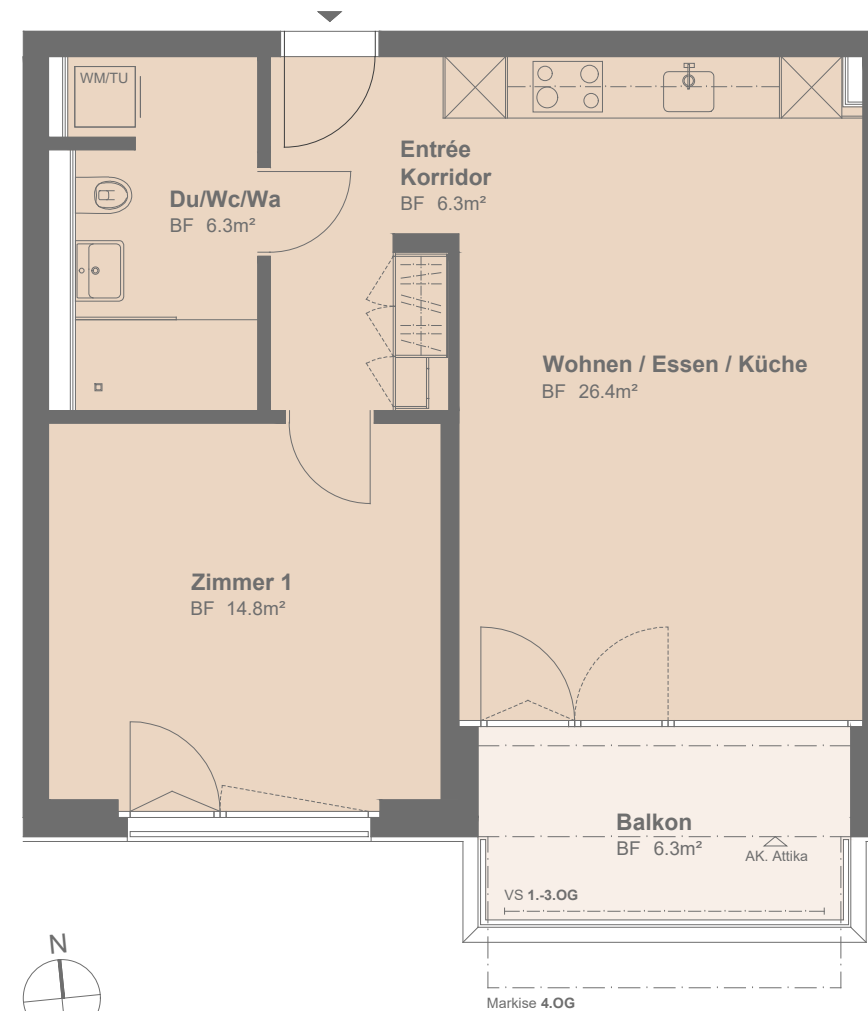 WM/TU
Entrée
Korridor
BF 6.3m²
Du/Wc/Wa
BF 6.3m²
Wohnen / Essen / Küche
BF 26.4m²
Zimmer 1
BF 14.8m²
Balkon
BF 6.3m²
AK. Attika
VS 1.-3.OG
N
Markise 4.OG